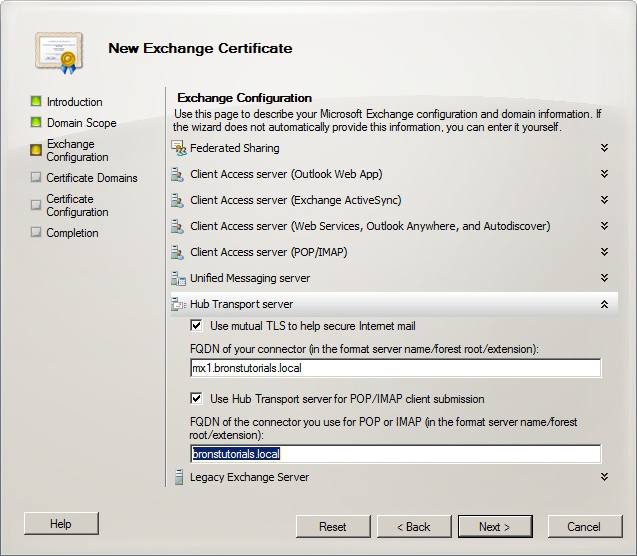 New Exchange Certificate
Introduction
Domain Scope
Exchange
Configuration
Certificate Domains
Certificate
Configuration
Completion
Exchange Configuration
Use this page to describe your Microsoft Exchange configuration and domain information. If
the wizard does not automatically provide this information, you can enter it yourself.
Federated Sharing
Client Access server (Outlook Web App)
Client Access server (Exchange ActiveSync)
Client Access server (Web Services, Outlook Anywhere, and Autodiscover)
Client Access server (POP/IMAP)
Unified Messaging server
Hub Transport server
Use mutual TLS to help secure Internet mail
FQDN of your connector (in the format server name/forest root/extension):
mx1.bronstutorials.local
Use Hub Transport server for POP/IMAP client submission
FQDN of the connector you use for POP or IMAP (in the format server name/forest
root/extension):
bronstutorials.local
Legacy Exchange Server
Help
Reset
< Back
Next >
Cancel